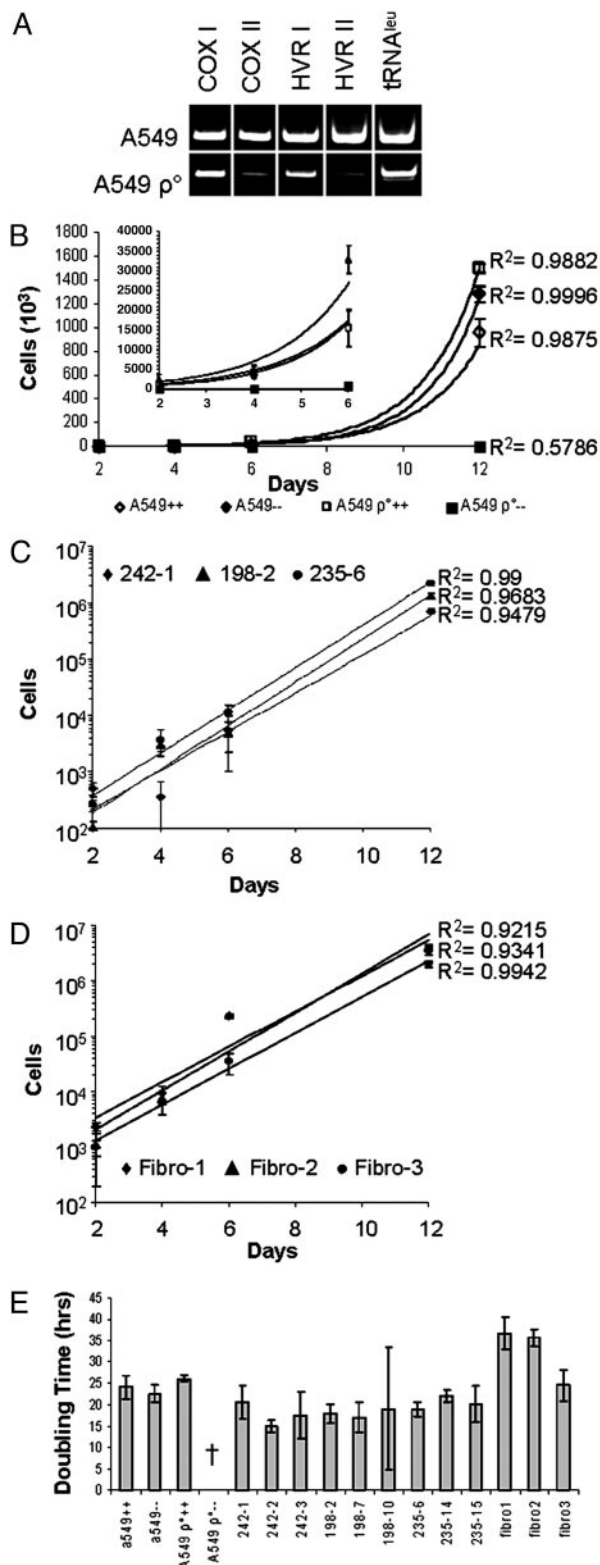 A
COX I
COX II
HVR I
HVR II
tRNAleu
A549
A549 ρ°
B
Cells (10³)
1800
1600
1400
1200
1000
800
600
400
200
0
40000
35000
30000
25000
20000
15000
10000
5000
0
2 3 4 5 6
R²= 0.9882
R²= 0.9996
R²= 0.9875
R²= 0.5786
2 4 6 8 10 12
Days
A549++ A549-- A549 ρ°++ A549 ρ°--
C
242-1 198-2 235-6
Cells
10⁷
10⁶
10⁵
10⁴
10³
10²
R²= 0.99
R²= 0.9683
R²= 0.9479
2 4 6 8 10 12
Days
D
Cells
10⁷
10⁶
10⁵
10⁴
10³
10²
R²= 0.9215
R²= 0.9341
R²= 0.9942
Fibro-1 Fibro-2 Fibro-3
2 4 6 8 10 12
Days
E
Doubling Time (hrs)
45
40
35
30
25
20
15
10
5
0
†
a549++
a549--
A549 ρ°++
A549 ρ°--
242-1
242-2
242-3
198-2
198-7
198-10
235-6
235-14
235-15
fibro1
fibro2
fibro3